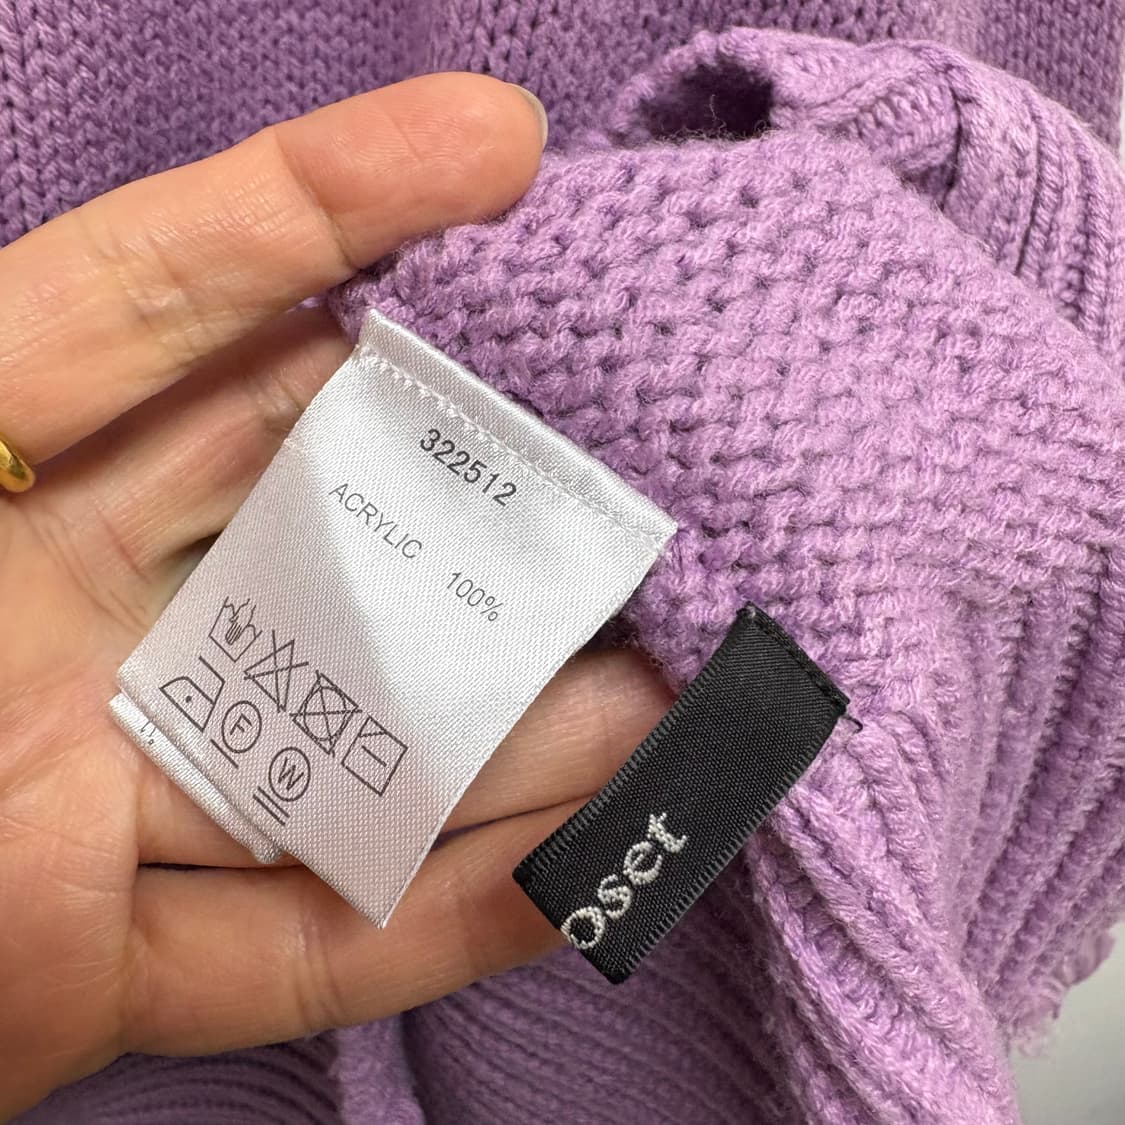 322512
ACRYLIC 100%
F
W
oset